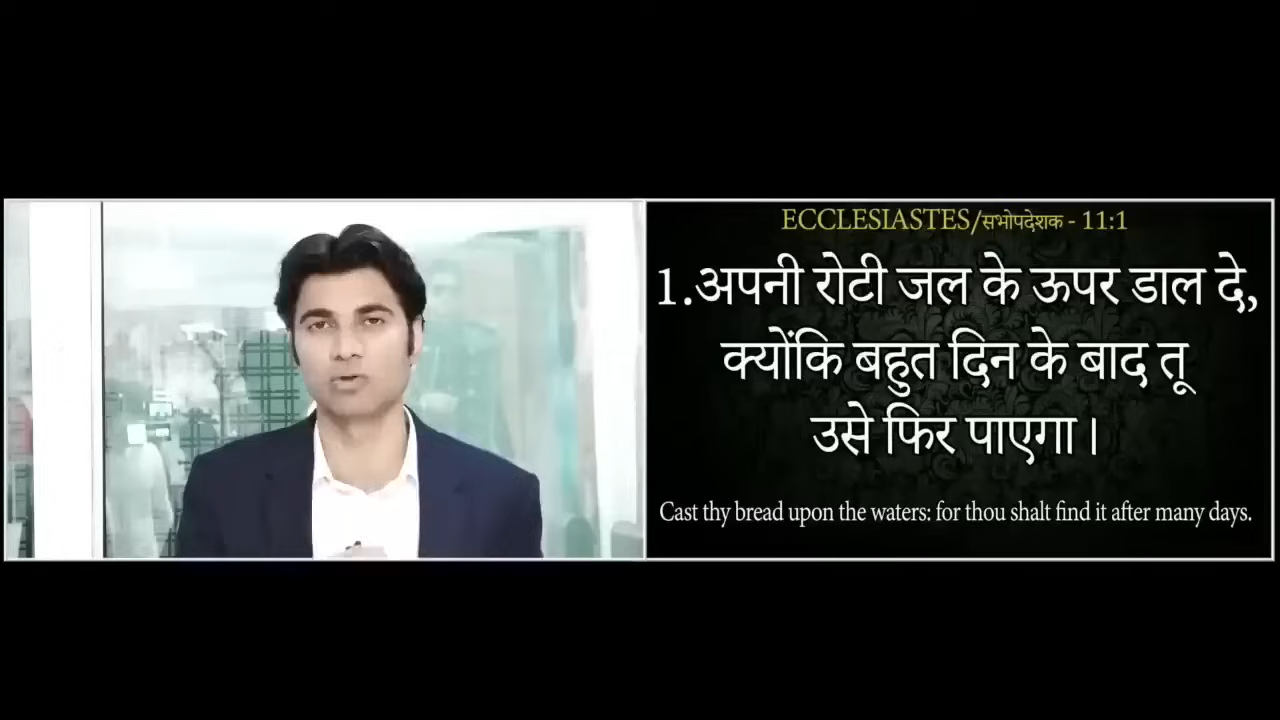 ECCLESIASTES/सभोपदेशक - 11:1
1.अपनी रोटी जल के ऊपर डाल दे,
क्योंकि बहुत दिन के बाद तू
उसे फिर पाएगा।
Cast thy bread upon the waters: for thou shalt find it after many days.